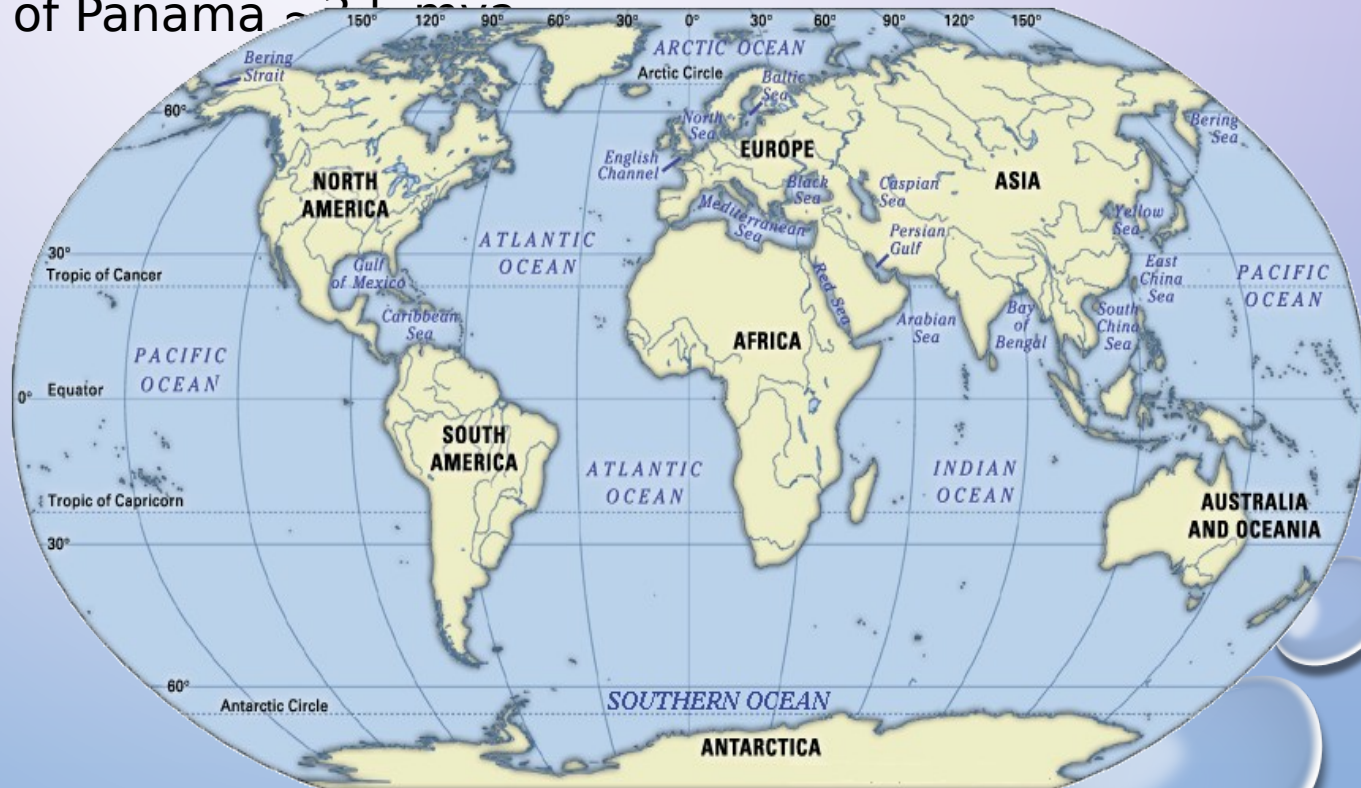 of Panama ~
150° 120° 90° 60° 30° 0° 30° 60° 90° 120° 150°
ARCTIC OCEAN
Bering
Strait
Arctic Circle
Baltic
Sea
60°
North
Sea
Bering
Sea
EUROPE
English
Channel
NORTH
AMERICA
ASIA
Black
Sea
Caspian
Sea
Mediterranean
Sea
Yellow
Sea
Persian
Gulf
ATLANTIC
OCEAN
30°
Tropic of Cancer
Gulf
of Mexico
Red Sea
East
China
Sea
PACIFIC
OCEAN
Caribbean
Sea
Arabian
Sea
Bay
of
Bengal
South
China
Sea
AFRICA
PACIFIC
OCEAN
0° Equator
SOUTH
AMERICA
ATLANTIC
OCEAN
INDIAN
OCEAN
Tropic of Capricorn
AUSTRALIA
AND OCEANIA
30°
60°
Antarctic Circle
SOUTHERN OCEAN
ANTARCTICA